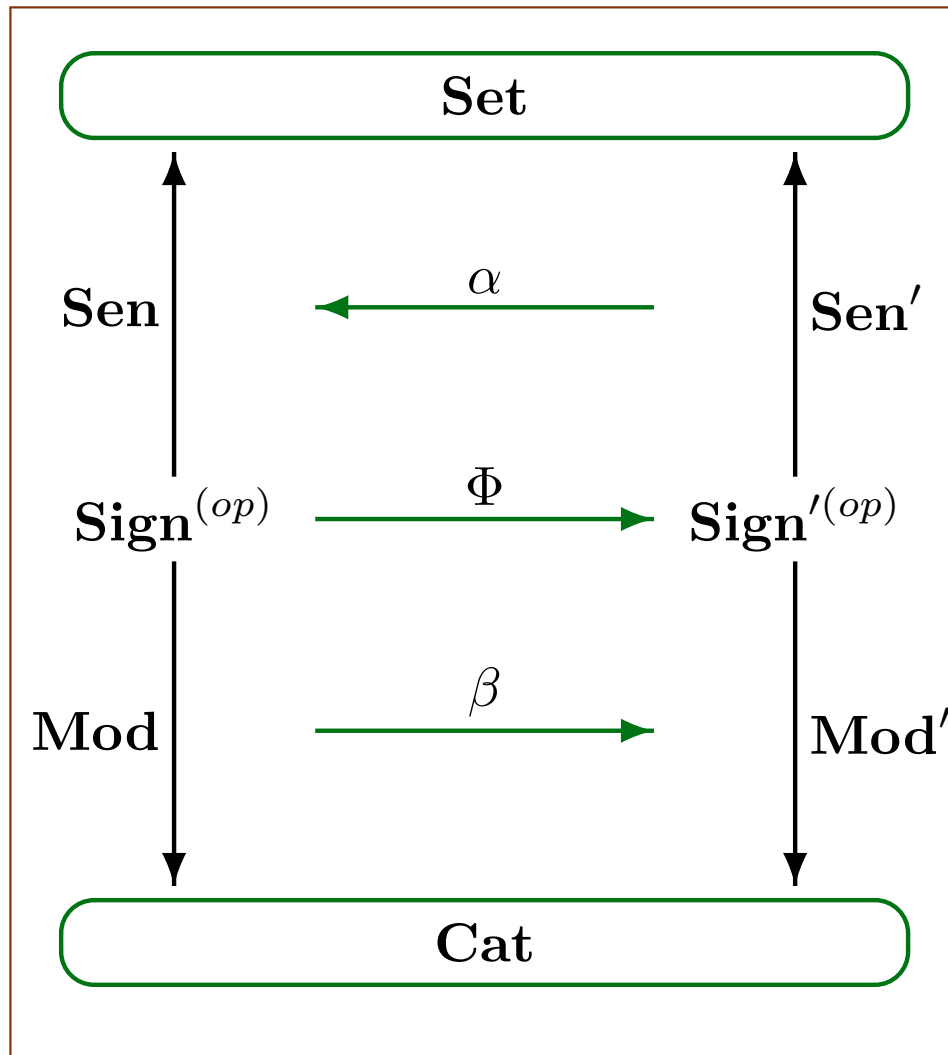 Set
α
Sen Sen′
Φ
Sign^(op) Sign′^(op)
β
Mod Mod′
Cat